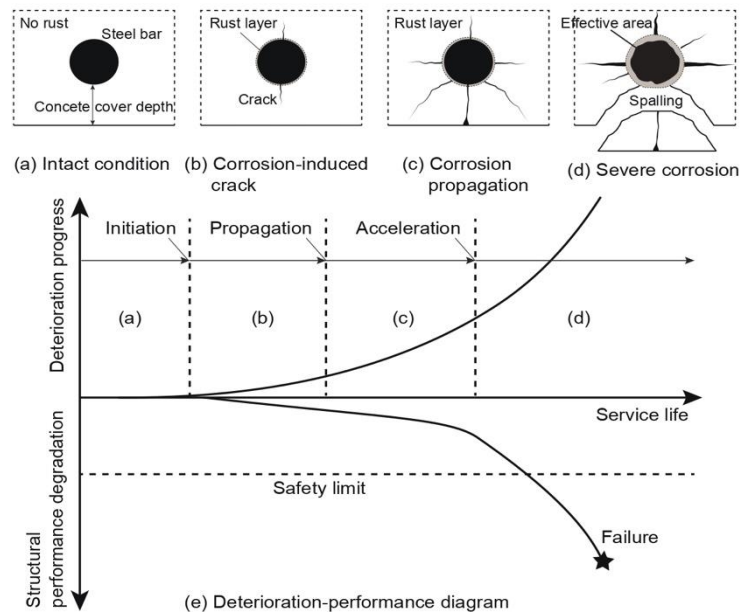 No rust
Steel bar
Concete cover depth
Rust layer
Crack
Rust layer
Effective area
Spalling
(a) Intact condition
(b) Corrosion-induced
crack
(c) Corrosion
propagation
(d) Severe corrosion
Deterioration progress
Initiation
Propagation
Acceleration
(a)
(b)
(c)
(d)
Service life
Structural
performance degradation
Safety limit
Failure
(e) Deterioration-performance diagram